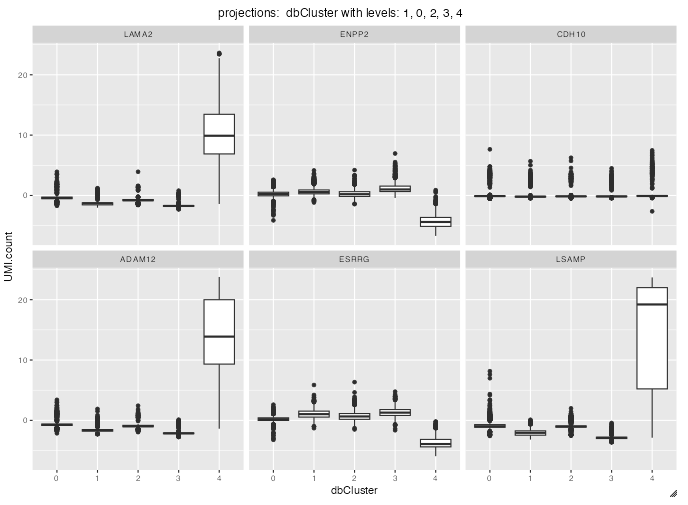 projections:  dbCluster with levels: 1, 0, 2, 3, 4
LAMA2 ENPP2 CDH10
20
10
0
ADAM12 ESRRG LSAMP
20
10
0
UMI.count
0 1 2 3 4 0 1 2 3 4 0 1 2 3 4
dbCluster